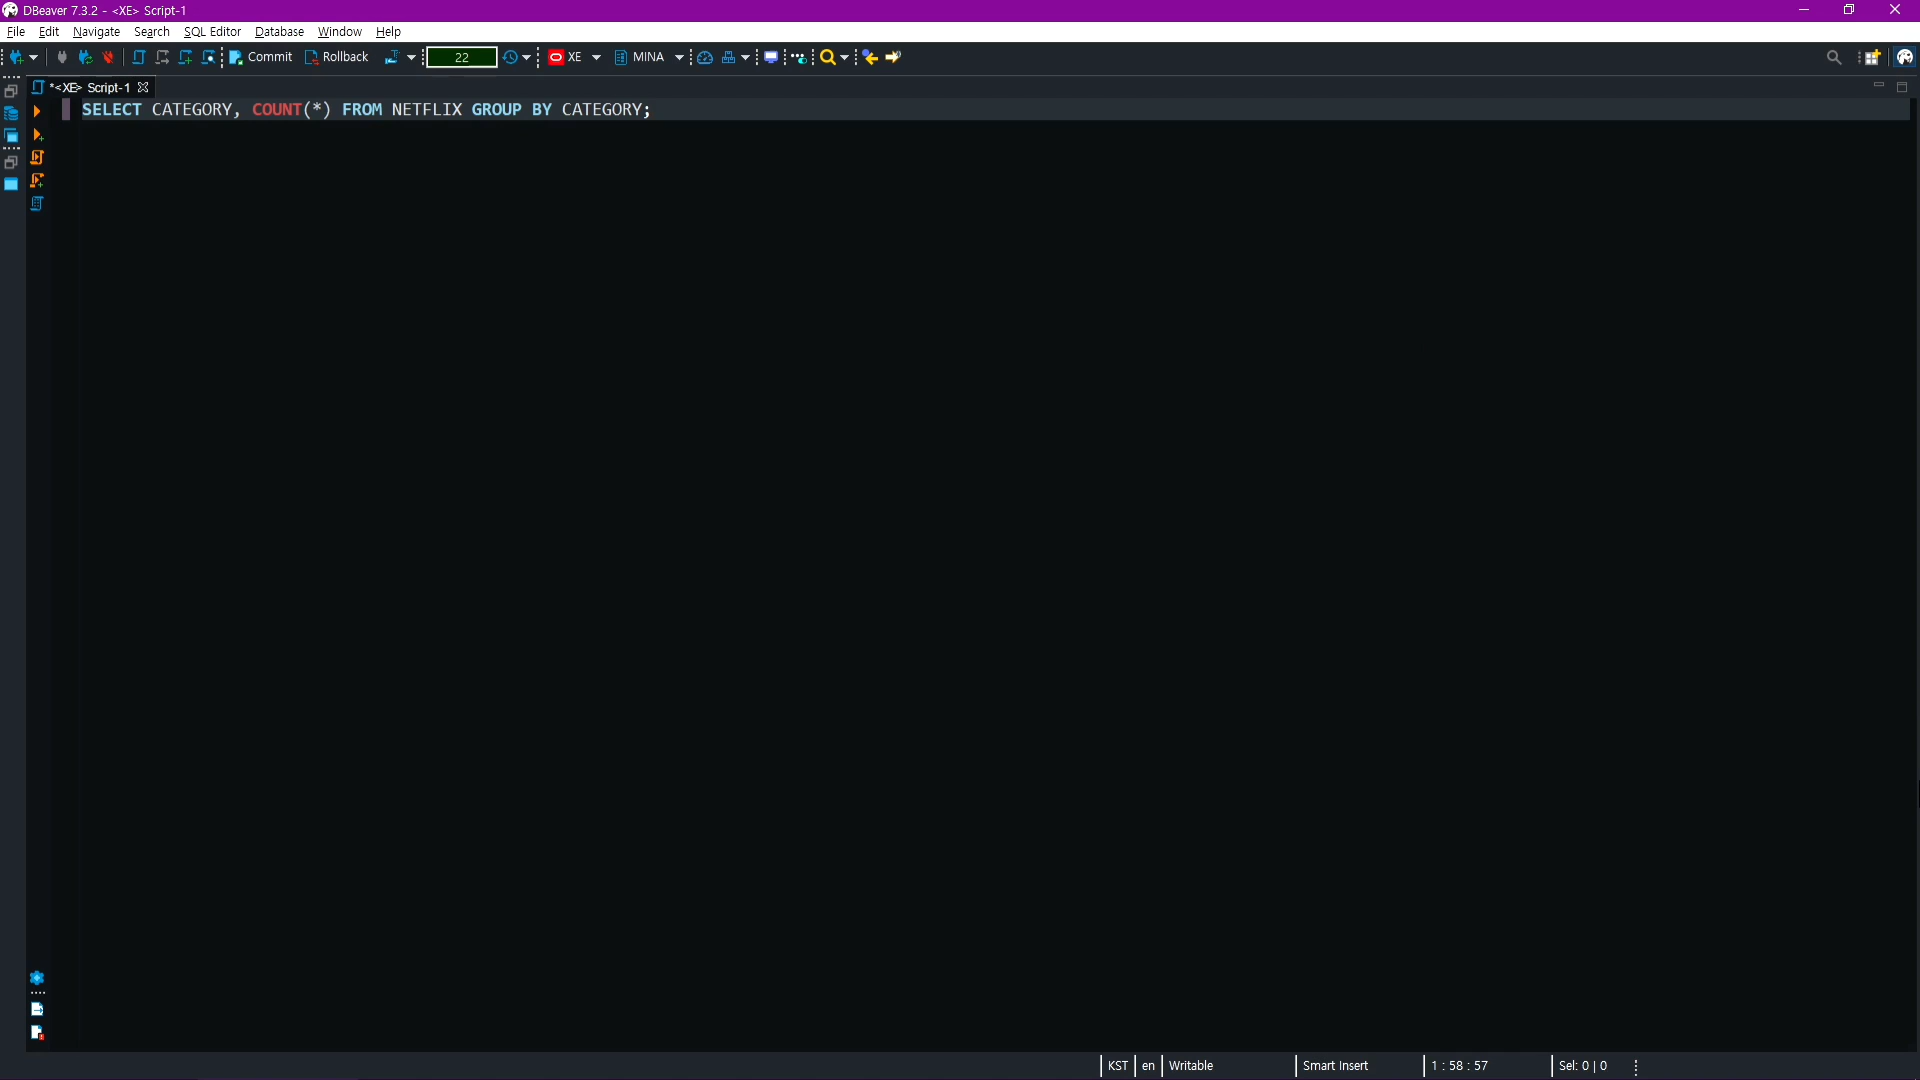 DBeaver 7.3.2 - <XE> Script-1
File Edit Navigate Search SQL Editor Database Window Help
Commit Rollback 22 XE MINA
*<XE> Script-1
SELECT CATEGORY, COUNT(*) FROM NETFLIX GROUP BY CATEGORY;
KST en Writable Smart Insert 1 : 58 : 57 Sel: 0 | 0